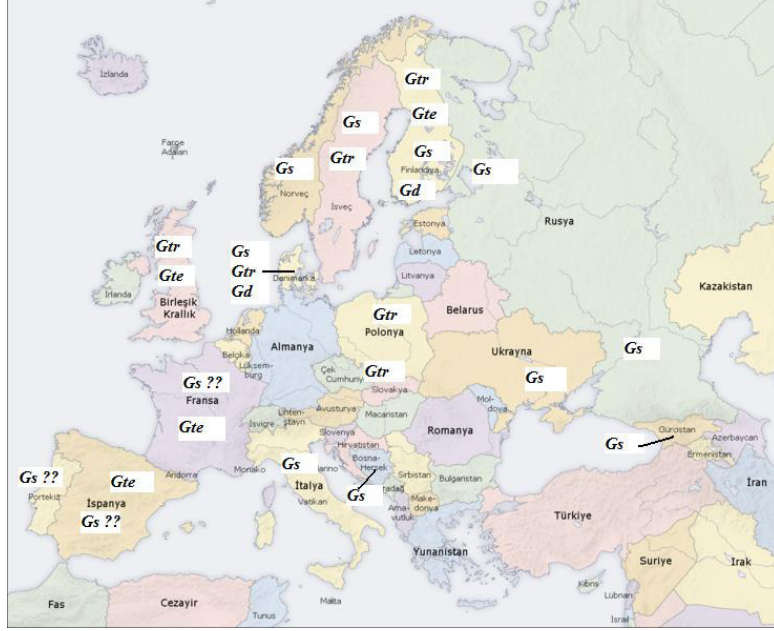 İzlanda
Faroe
Adaları
Gtr
Gs
Gte
Gtr
Gs
Finlandiya
Gs
Gs
Norveç
Gd
İsveç
Rusya
Estonya
Letonya
Litvanya
Gtr
Gte
İrlanda
Birleşik
Krallık
Gs
Gtr
Gd
Danimarka
Belarus
Kazakistan
Gtr
Polonya
Hollanda
Almanya
Belçika
Lüksem-
burg
Ukrayna
Gs
Gs
Gtr
Çek
Cumhuriy.
Slovakya
Gs ??
Fransa
Gte
Mol-
dova
Lihten-
ştayn
Avusturya
İsviçre
Macaristan
Romanya
Slovenya
Hırvatistan
Bosna-
Hersek
Sırbistan
Bulgaristan
Gs
Gürcistan
Azerbaycan
Ermenistan
Gs ??
Portekiz
Gte
İspanya
Gs ??
Andorra
Monako
Gs
marino
İtalya
Vatikan
Gs
radağ
Make-
donya
Arna-
vutluk
Yunanistan
Türkiye
İran
Suriye
Irak
Kıbrıs
Lübnan
İsrail
Fas
Cezayir
Tunus
Malta